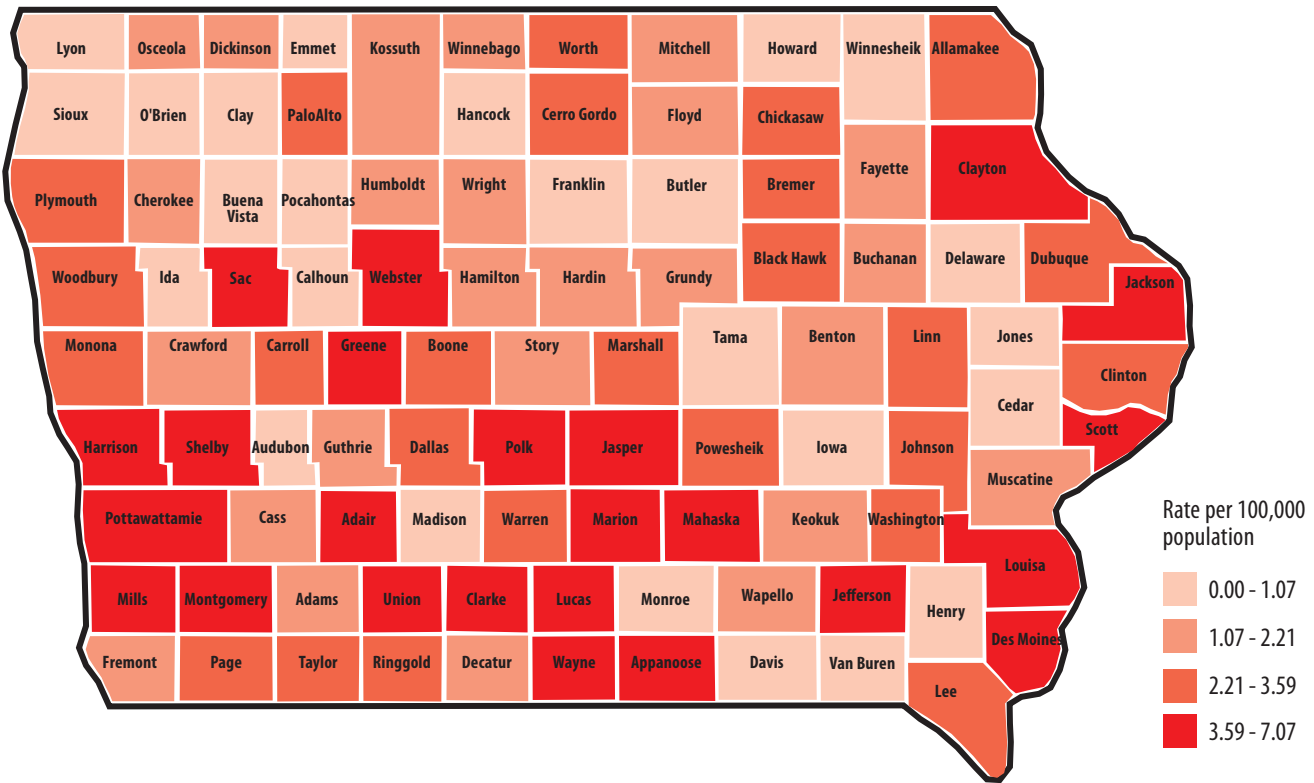 Lyon
Osceola
Dickinson
Emmet
Kossuth
Winnebago
Worth
Mitchell
Howard
Winnesheik
Allamakee
Sioux
O'Brien
Clay
PaloAlto
Hancock
Cerro Gordo
Floyd
Chickasaw
Plymouth
Cherokee
Buena
Vista
Pocahontas
Humboldt
Wright
Franklin
Butler
Bremer
Fayette
Clayton
Woodbury
Ida
Sac
Calhoun
Webster
Hamilton
Hardin
Grundy
Black Hawk
Buchanan
Delaware
Dubuque
Jackson
Monona
Crawford
Carroll
Greene
Boone
Story
Marshall
Tama
Benton
Linn
Jones
Clinton
Cedar
Harrison
Shelby
Audubon
Guthrie
Dallas
Polk
Jasper
Powesheik
Iowa
Johnson
Scott
Muscatine
Pottawattamie
Cass
Adair
Madison
Warren
Marion
Mahaska
Keokuk
Washington
Louisa
Mills
Montgomery
Adams
Union
Clarke
Lucas
Monroe
Wapello
Jefferson
Henry
Des Moines
Fremont
Page
Taylor
Ringgold
Decatur
Wayne
Appanoose
Davis
Van Buren
Lee
Rate per 100,000
population
0.00 - 1.07
1.07 - 2.21
2.21 - 3.59
3.59 - 7.07